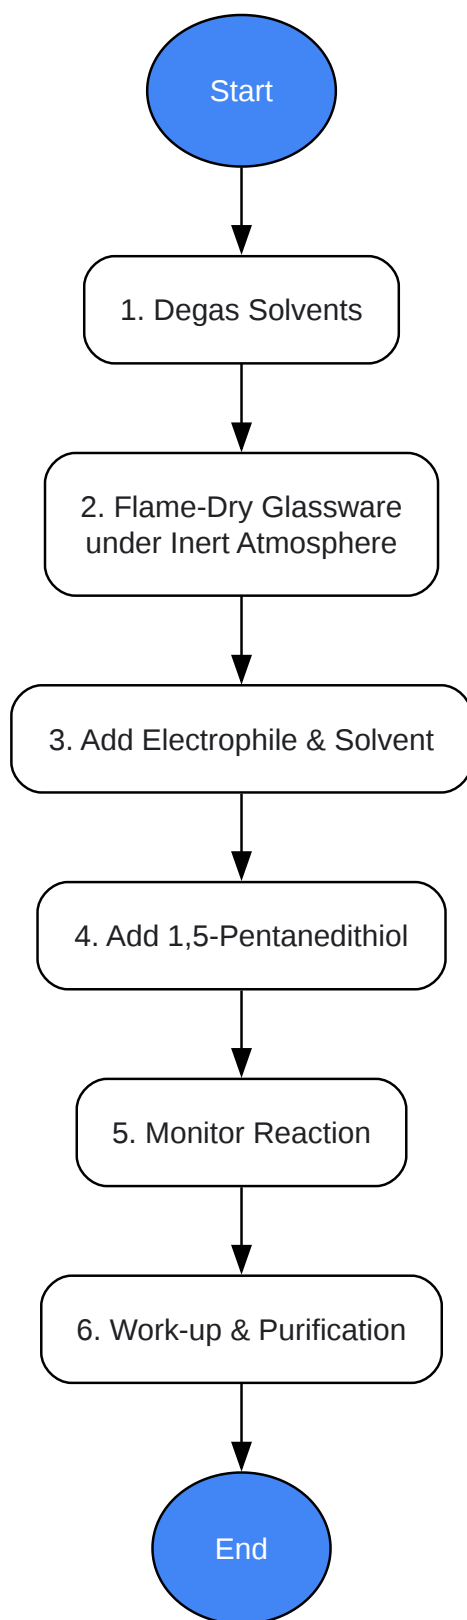 Start
1. Degas Solvents
2. Flame-Dry Glassware
under Inert Atmosphere
3. Add Electrophile & Solvent
4. Add 1,5-Pentanedithiol
5. Monitor Reaction
6. Work-up & Purification
End